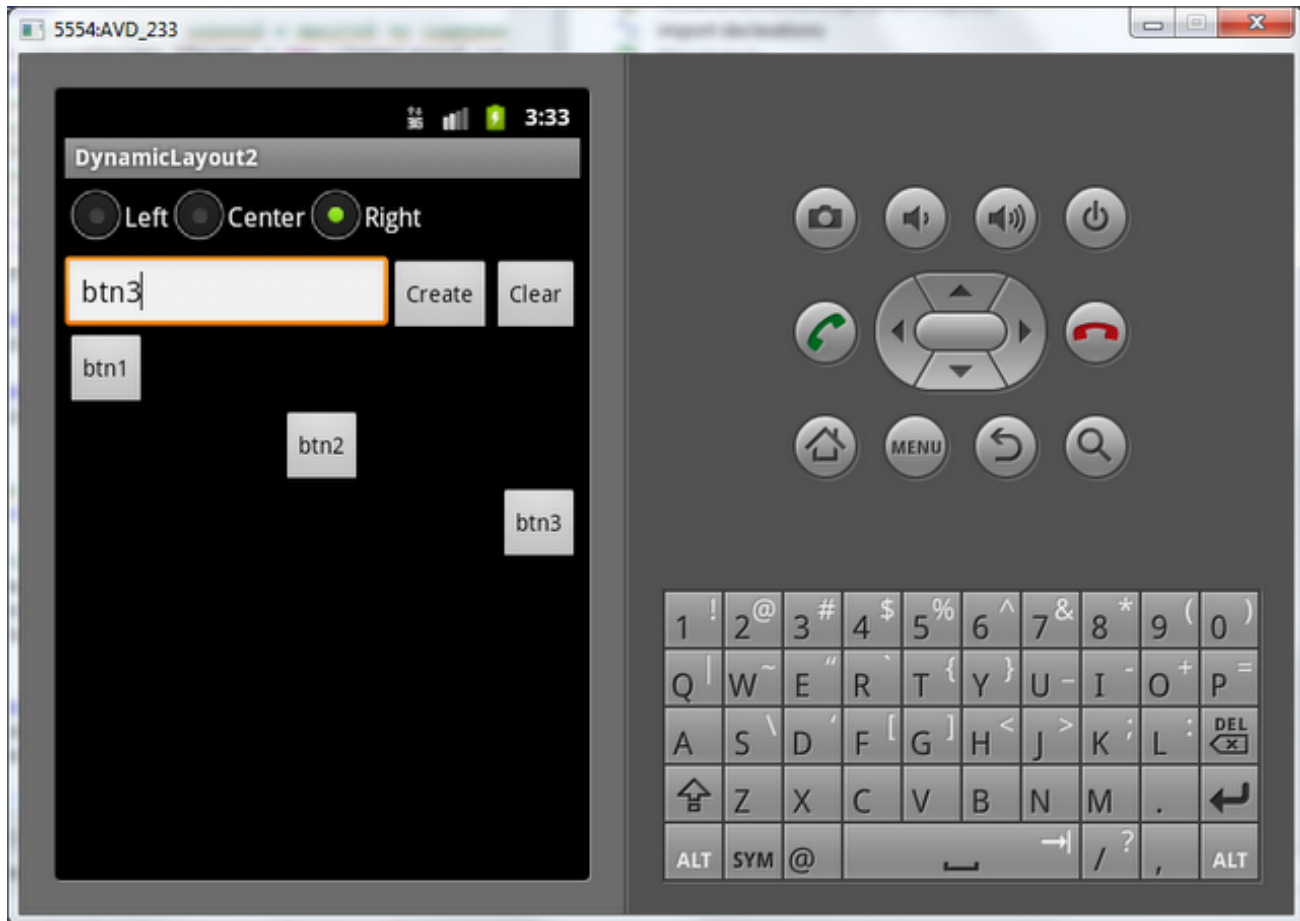 5554:AVD_233
3G 3:33
DynamicLayout2
Left Center Right
btn3 Create Clear
btn1
btn2
btn3
MENU
1 ! 2 @ 3 # 4 $ 5 % 6 ^ 7 & 8 * 9 ( 0 )
Q | W ~ E “ R ` T { Y } U _ I - O + P =
A S \ D ‘ F [ G ] H < J > K ; L : DEL
Z X C V B N M .
ALT SYM @ / ? , ALT